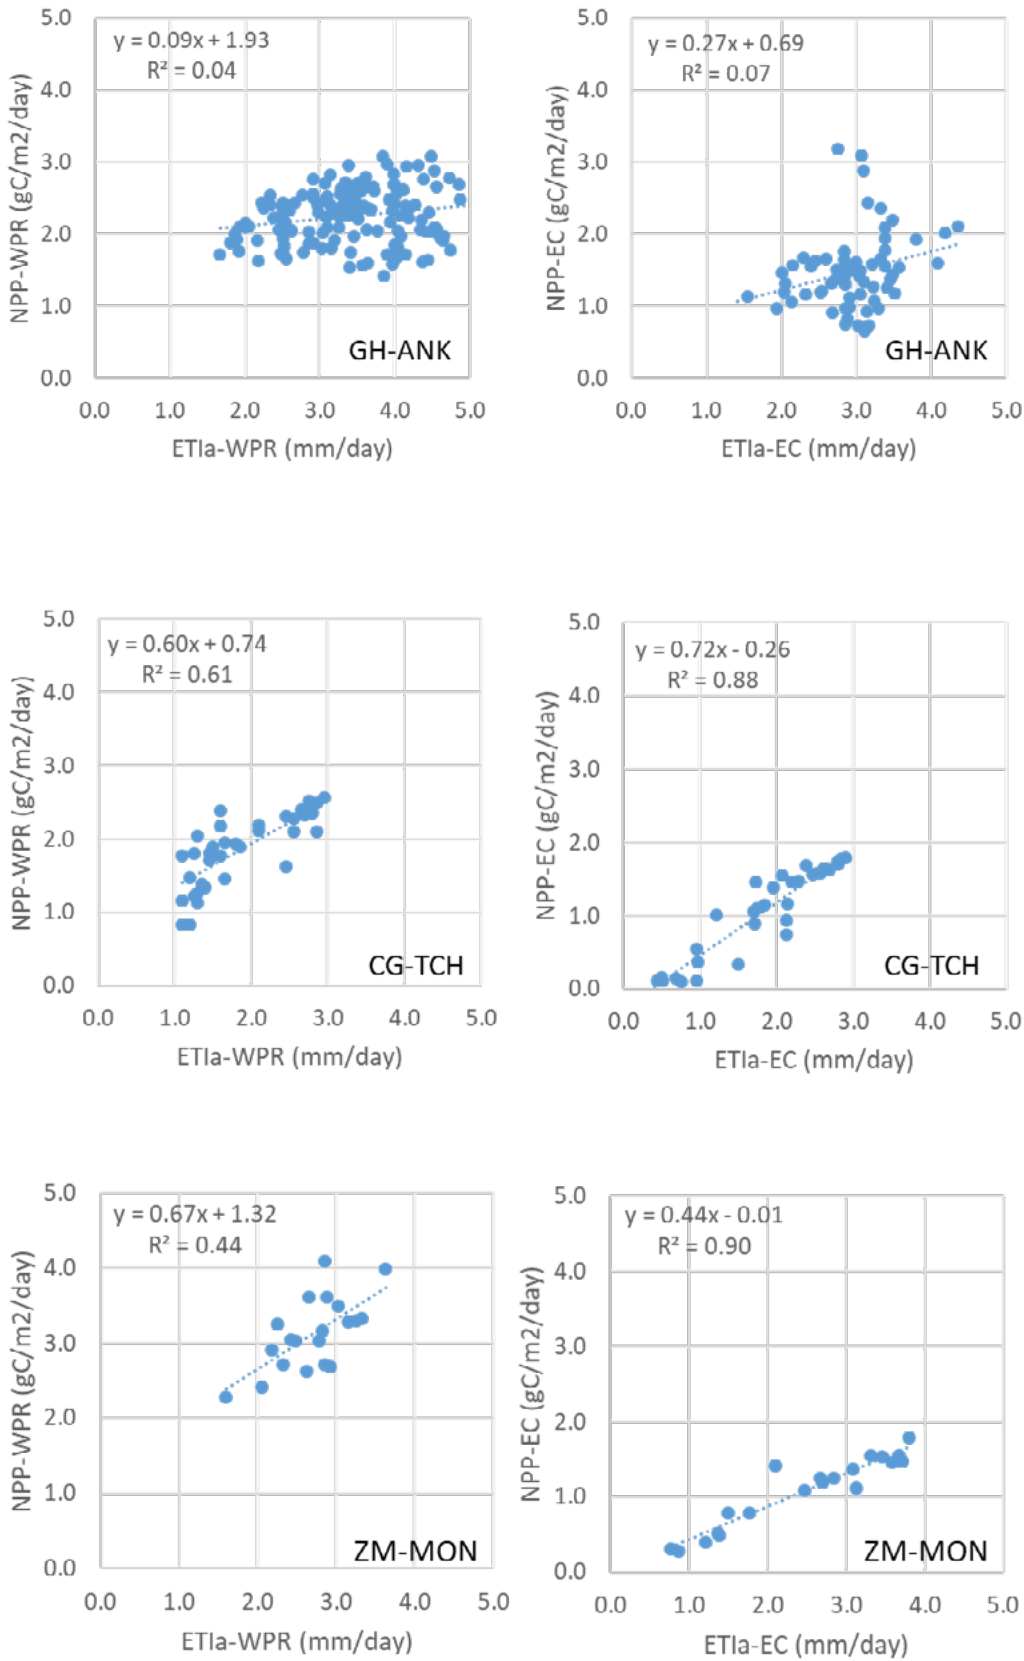 y = 0.09x + 1.93
R² = 0.04
NPP-WPR (gC/m2/day)
5.0
4.0
3.0
2.0
1.0
0.0
GH-ANK
0.0 1.0 2.0 3.0 4.0 5.0
ETIa-WPR (mm/day)
y = 0.27x + 0.69
R² = 0.07
NPP-EC (gC/m2/day)
5.0
4.0
3.0
2.0
1.0
0.0
GH-ANK
0.0 1.0 2.0 3.0 4.0 5.0
ETIa-EC (mm/day)
y = 0.60x + 0.74
R² = 0.61
NPP-WPR (gC/m2/day)
5.0
4.0
3.0
2.0
1.0
0.0
CG-TCH
0.0 1.0 2.0 3.0 4.0 5.0
ETIa-WPR (mm/day)
y = 0.72x - 0.26
R² = 0.88
NPP-EC (gC/m2/day)
5.0
4.0
3.0
2.0
1.0
0.0
CG-TCH
0.0 1.0 2.0 3.0 4.0 5.0
ETIa-EC (mm/day)
y = 0.67x + 1.32
R² = 0.44
NPP-WPR (gC/m2/day)
5.0
4.0
3.0
2.0
1.0
0.0
ZM-MON
0.0 1.0 2.0 3.0 4.0 5.0
ETIa-WPR (mm/day)
y = 0.44x - 0.01
R² = 0.90
NPP-EC (gC/m2/day)
5.0
4.0
3.0
2.0
1.0
0.0
ZM-MON
0.0 1.0 2.0 3.0 4.0 5.0
ETIa-EC (mm/day)